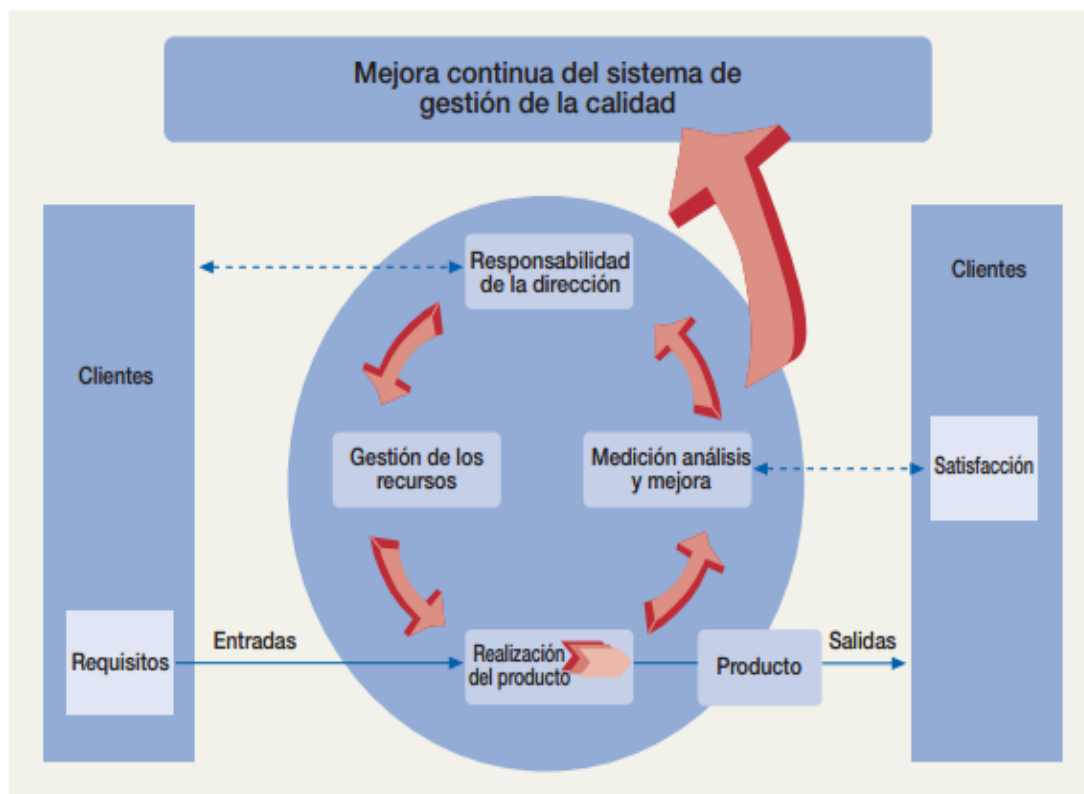 Mejora continua del sistema de
gestión de la calidad
Responsabilidad
de la dirección
Clientes
Clientes
Gestión de los
recursos
Medición análisis
y mejora
Satisfacción
Requisitos
Entradas
Realización
del producto
Producto
Salidas